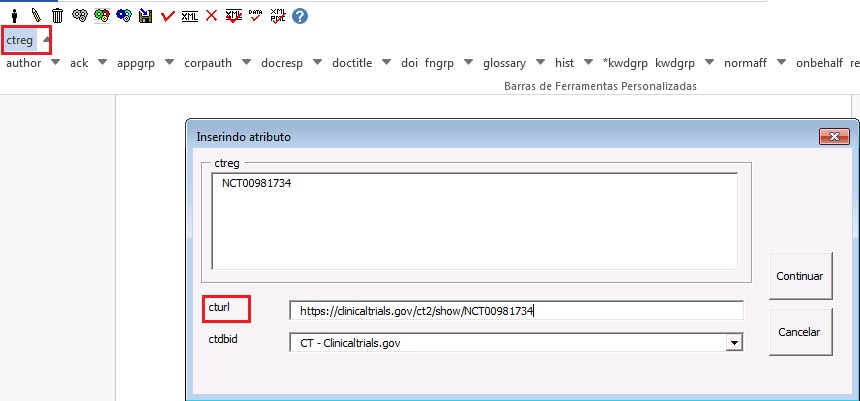 XML DATA XML
XML EPUB
ctreg
author ack appgrp corpauth docresp doctitle doi fngrp glossary hist *kwdgrp kwdgrp normaff onbehalf re
Barras de Ferramentas Personalizadas
Inserindo atributo
ctreg
NCT00981734
Continuar
cturl https://clinicaltrials.gov/ct2/show/NCT00981734
ctdbid CT - Clinicaltrials.gov
Cancelar